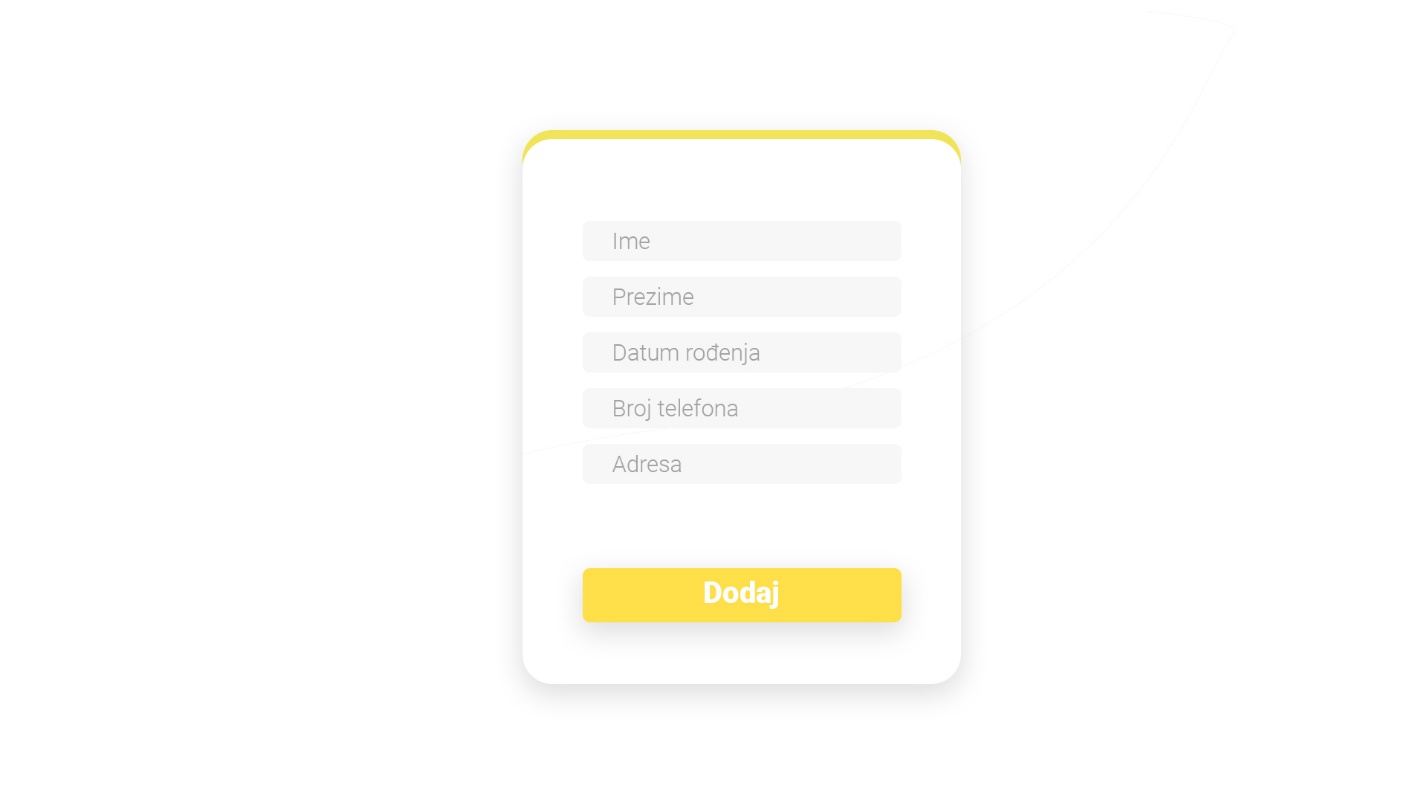 Ime
Prezime
Datum rođenja
Broj telefona
Adresa
Dodaj